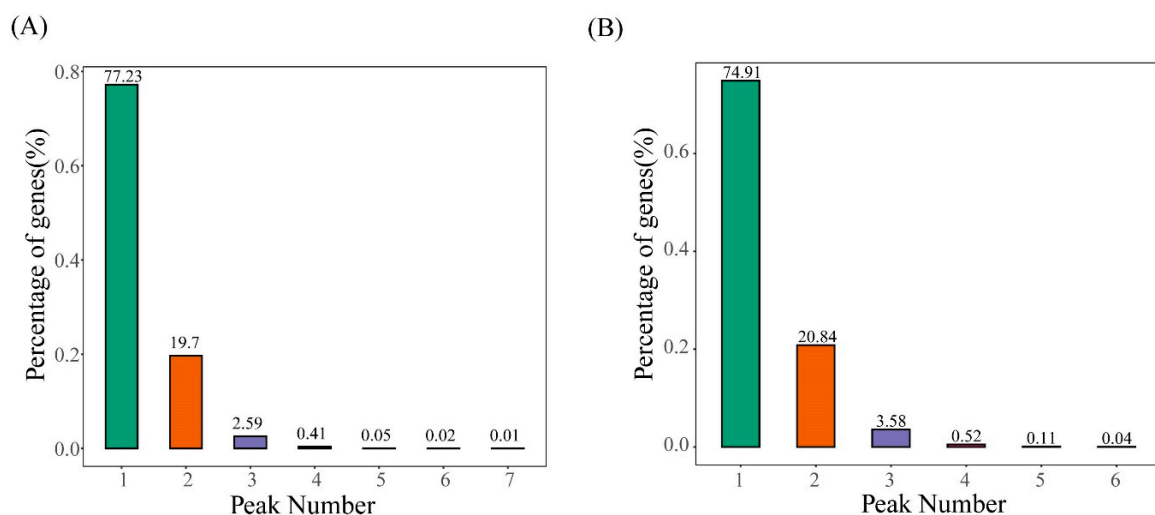 (A)
Percentage of genes(%)
0.8
0.6
0.4
0.2
0.0
77.23
19.7
2.59
0.41
0.05
0.02
0.01
1 2 3 4 5 6 7
Peak Number
(B)
Percentage of genes(%)
0.6
0.4
0.2
0.0
74.91
20.84
3.58
0.52
0.11
0.04
1 2 3 4 5 6
Peak Number